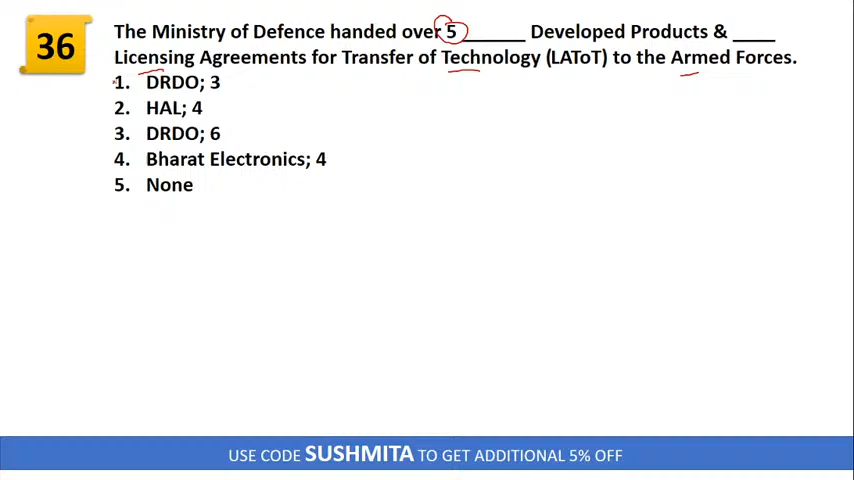 36
The Ministry of Defence handed over 5 ______ Developed Products & ____
Licensing Agreements for Transfer of Technology (LAToT) to the Armed Forces.
1. DRDO; 3
2. HAL; 4
3. DRDO; 6
4. Bharat Electronics; 4
5. None
USE CODE SUSHMITA TO GET ADDITIONAL 5% OFF